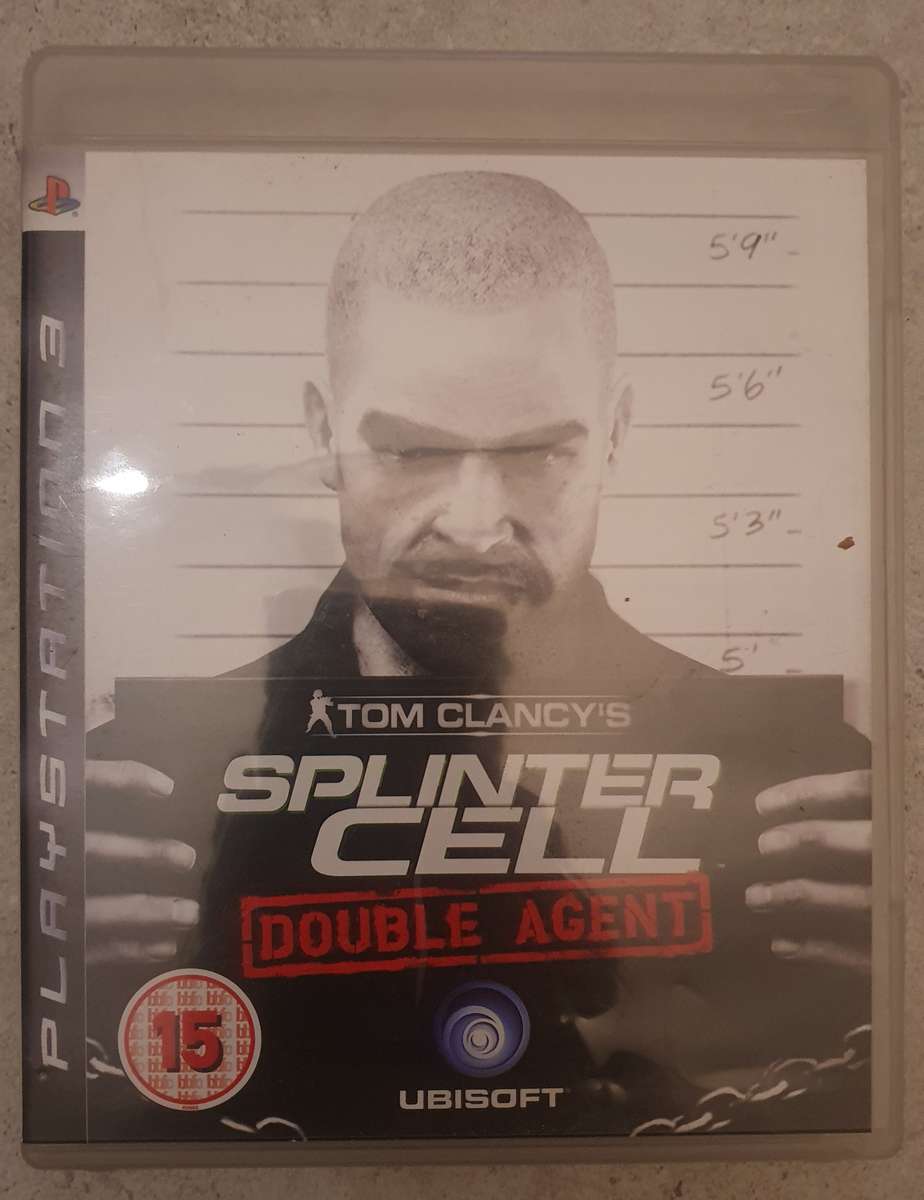 PLAYSTATION 3
5'9"
5'6"
5'3"
5'
TOM CLANCY'S
SPLINTER
CELL
DOUBLE AGENT
15
UBISOFT